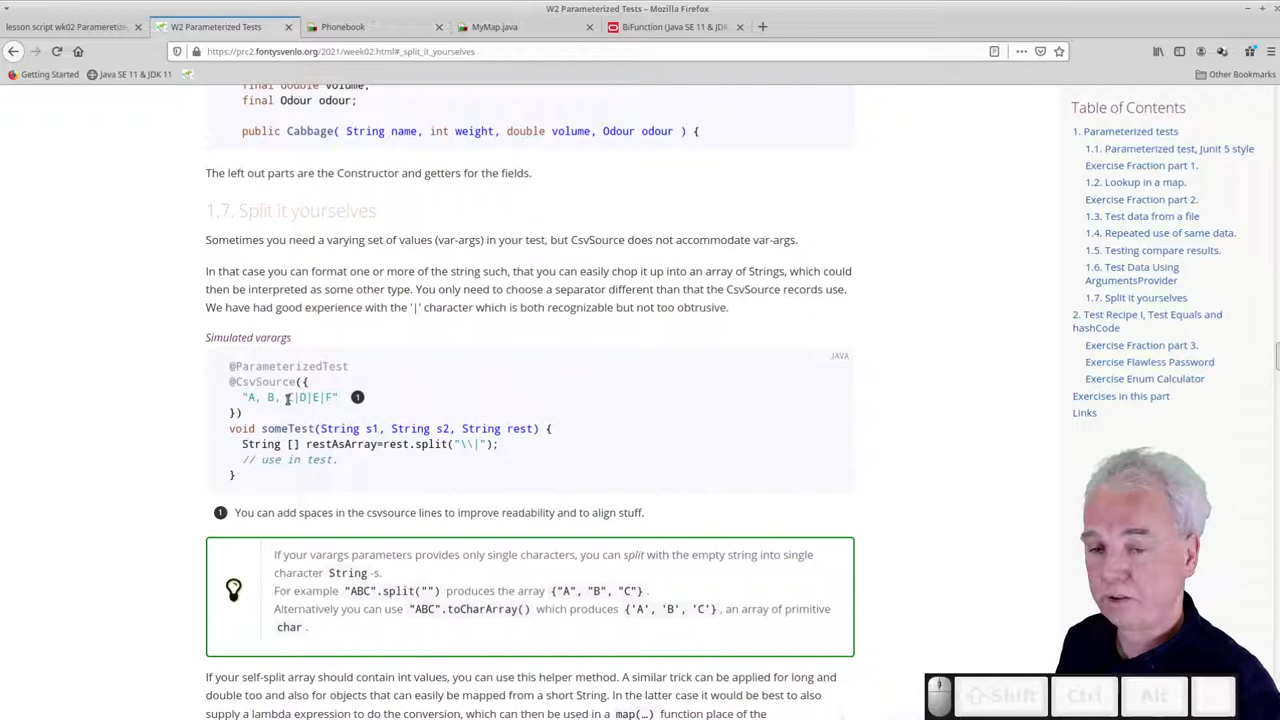 W2 Parameterized Tests - Mozilla Firefox
lesson script wk02 Parameretiz
W2 Parameterized Tests
Phonebook
MyMap.java
BiFunction (Java SE 11 & JDK
https://prc2.fontysvenlo.org/2021/week02.html#_split_it_yourselves
Getting Started
Java SE 11 & JDK 11
Other Bookmarks
final double volume;
final Odour odour;
public Cabbage( String name, int weight, double volume, Odour odour ) {
The left out parts are the Constructor and getters for the fields.
1.7. Split it yourselves
Sometimes you need a varying set of values (var-args) in your test, but CsvSource does not accommodate var-args.
In that case you can format one or more of the string such, that you can easily chop it up into an array of Strings, which could
then be interpreted as some other type. You only need to choose a separator different than that the CsvSource records use.
We have had good experience with the '|' character which is both recognizable but not too obtrusive.
Simulated varargs
JAVA
@ParameterizedTest
@CsvSource({
"A, B, C|D|E|F" 1
})
void someTest(String s1, String s2, String rest) {
String [] restAsArray=rest.split("\\|");
// use in test.
}
1 You can add spaces in the csvsource lines to improve readability and to align stuff.
If your varargs parameters provides only single characters, you can split with the empty string into single
character String -s.
For example "ABC".split("") produces the array {"A", "B", "C"} .
Alternatively you can use "ABC".toCharArray() which produces {'A', 'B', 'C'} , an array of primitive
char .
If your self-split array should contain int values, you can use this helper method. A similar trick can be applied for long and
double too and also for objects that can easily be mapped from a short String. In the latter case it would be best to also
supply a lambda expression to do the conversion, which can then be used in a map(…) function place of the
Table of Contents
1. Parameterized tests
1.1. Parameterized test, Junit 5 style
Exercise Fraction part 1.
1.2. Lookup in a map.
Exercise Fraction part 2.
1.3. Test data from a file
1.4. Repeated use of same data.
1.5. Testing compare results.
1.6. Test Data Using
ArgumentsProvider
1.7. Split it yourselves
2. Test Recipe I, Test Equals and
hashCode
Exercise Fraction part 3.
Exercise Flawless Password
Exercise Enum Calculator
Exercises in this part
Links
Shift
Ctrl
Alt